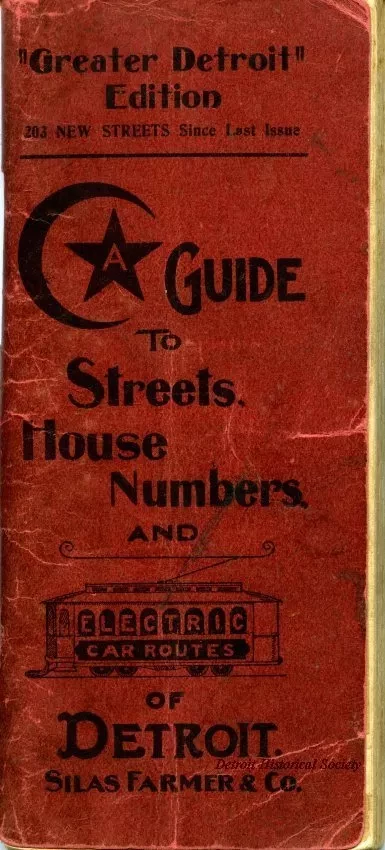 "Greater Detroit"
Edition
203 NEW STREETS Since Last Issue
A GUIDE
TO
Streets,
House
Numbers,
AND
ELECTRIC
CAR ROUTES
OF
DETROIT.
Detroit Historical Society
SILAS FARMER & CO.